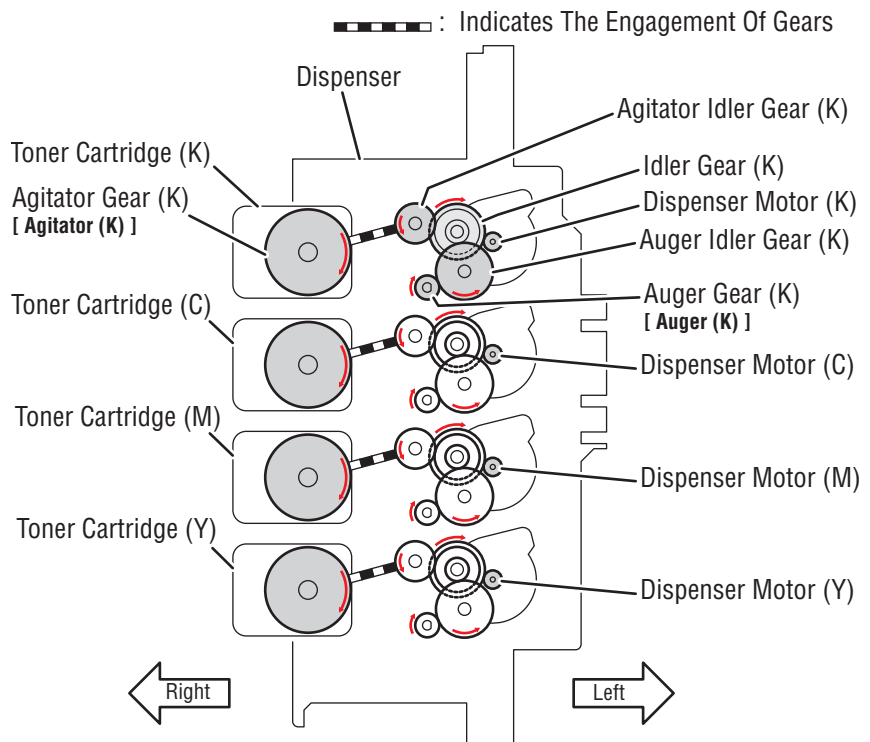 : Indicates The Engagement Of Gears
Dispenser
Agitator Idler Gear (K)
Toner Cartridge (K)
Idler Gear (K)
Agitator Gear (K)
[ Agitator (K) ]
Dispenser Motor (K)
Auger Idler Gear (K)
Auger Gear (K)
[ Auger (K) ]
Toner Cartridge (C)
Dispenser Motor (C)
Toner Cartridge (M)
Dispenser Motor (M)
Toner Cartridge (Y)
Dispenser Motor (Y)
Right
Left